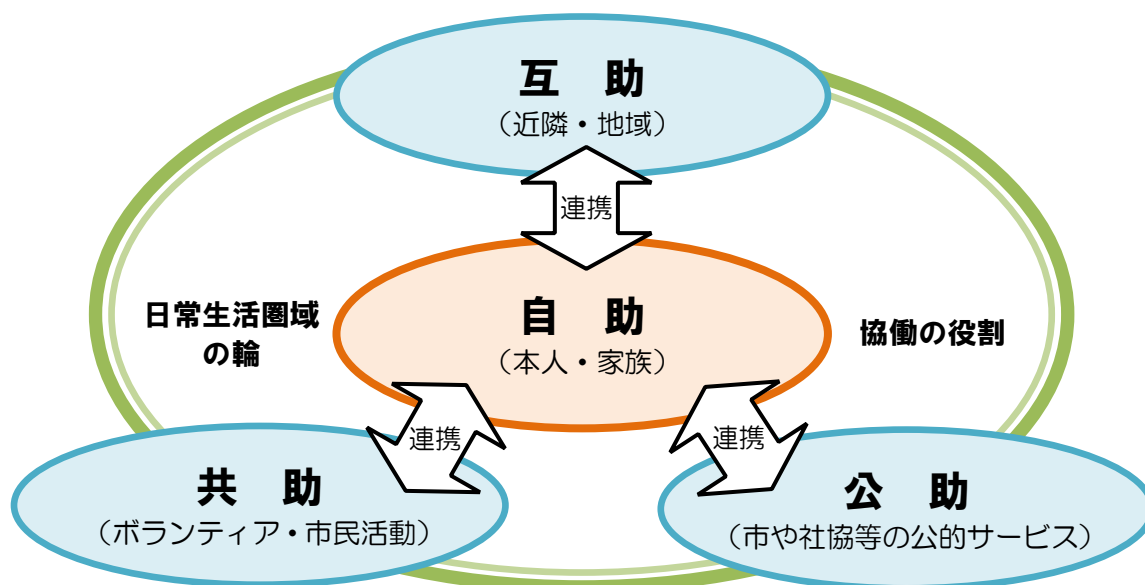 互　助
（近隣・地域）
連携
自　助
（本人・家族）
日常生活圏域
の輪
協働の役割
連携
連携
共　助
（ボランティア・市民活動）
公　助
（市や社協等の公的サービス）